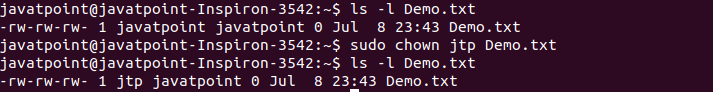 javatpoint@javatpoint-Inspiron-3542:~$ ls -l Demo.txt
-rw-rw-rw- 1 javatpoint javatpoint 0 Jul  8 23:43 Demo.txt
javatpoint@javatpoint-Inspiron-3542:~$ sudo chown jtp Demo.txt
javatpoint@javatpoint-Inspiron-3542:~$ ls -l Demo.txt
-rw-rw-rw- 1 jtp javatpoint 0 Jul  8 23:43 Demo.txt